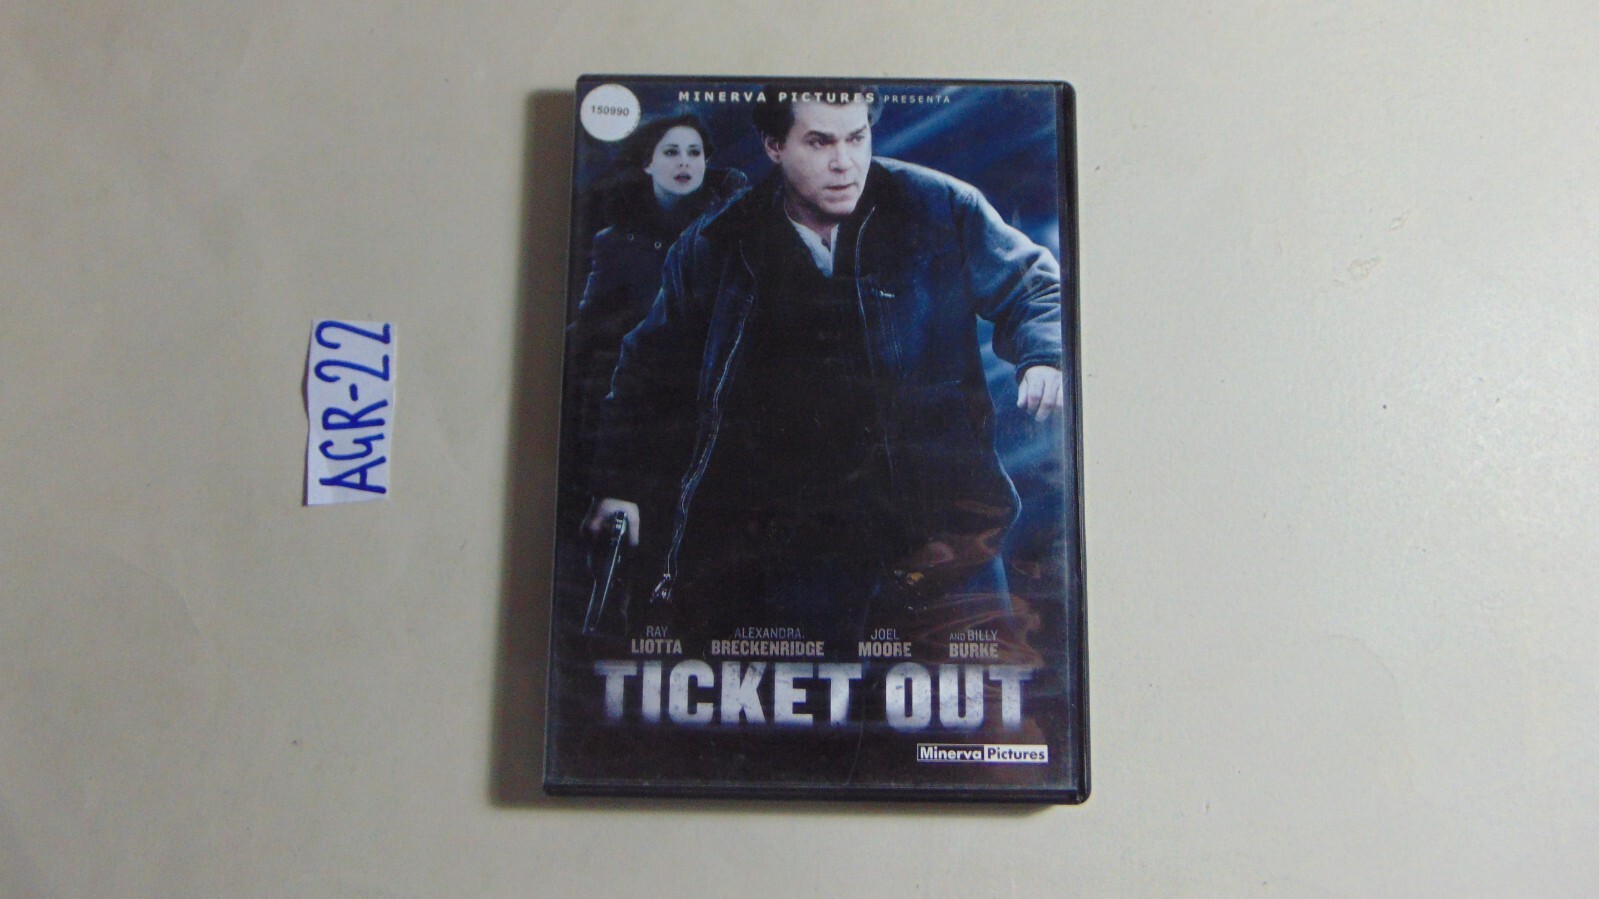 150990
MINERVA PICTURES PRESENTA
AGR-22
RAY LIOTTA
ALEXANDRA BRECKENRIDGE
JOEL MOORE
AND BILLY BURKE
TICKET OUT
Minerva Pictures